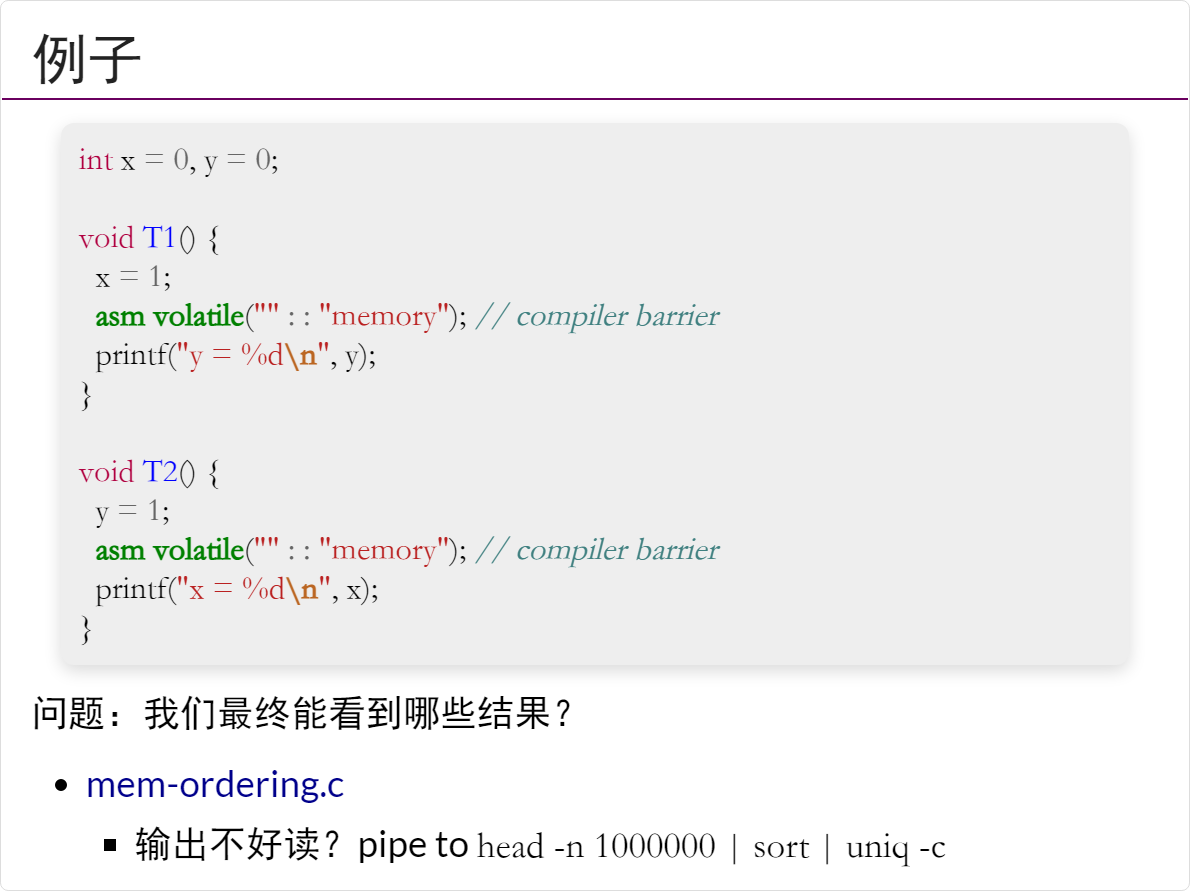 例子
int x = 0, y = 0;
void T1() {
x = 1;
asm volatile("" : : "memory"); // compiler barrier
printf("y = %d\n", y);
}
void T2() {
y = 1;
asm volatile("" : : "memory"); // compiler barrier
printf("x = %d\n", x);
}
问题：我们最终能看到哪些结果？
• mem-ordering.c
▪ 输出不好读？pipe to head -n 1000000 | sort | uniq -c